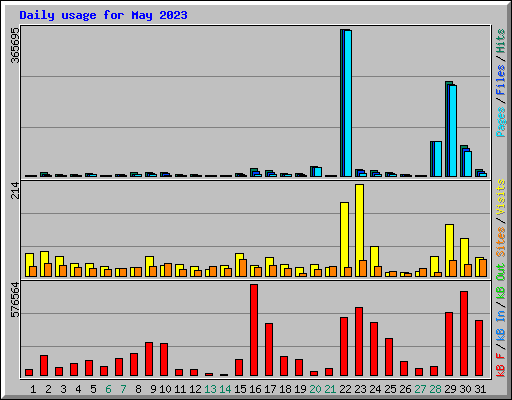 Daily usage for May 2023
365695
Pages / Files / Hits
214
Sites / Visits
576564
kB F / kB In / kB Out
1 2 3 4 5 6 7 8 9 10 11 12 13 14 15 16 17 18 19 20 21 22 23 24 25 26 27 28 29 30 31